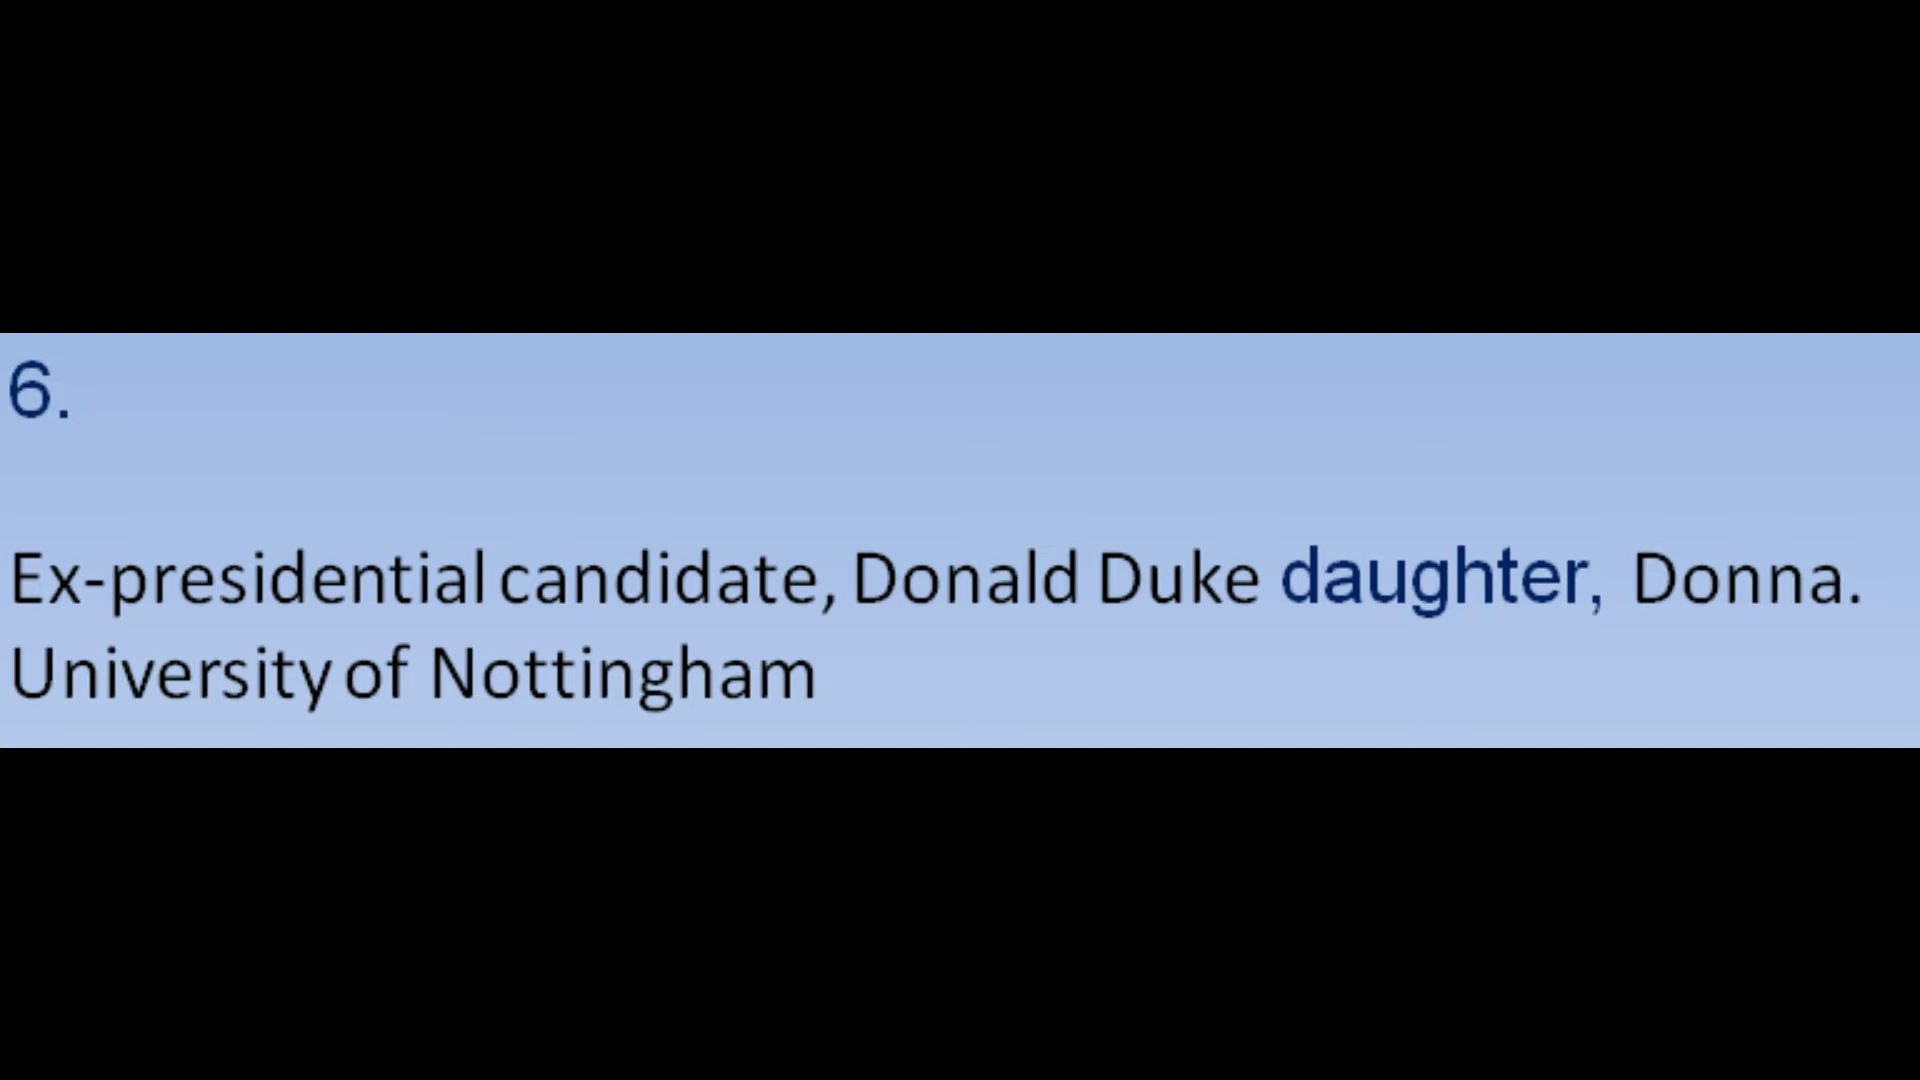 6.
Ex-presidential candidate, Donald Duke daughter, Donna.
University of Nottingham